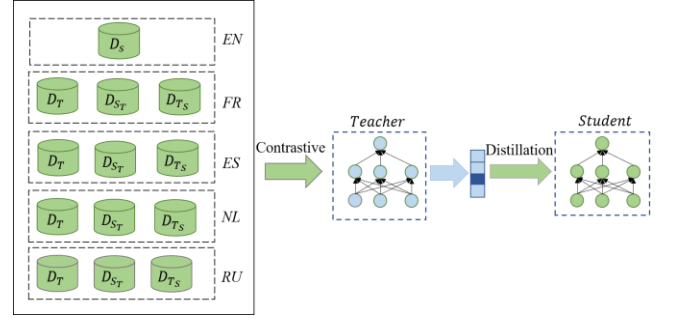 D_S EN
D_T D_{S_T} D_{T_S} FR
D_T D_{S_T} D_{T_S} ES
D_T D_{S_T} D_{T_S} NL
D_T D_{S_T} D_{T_S} RU
Contrastive
Teacher
Distillation
Student